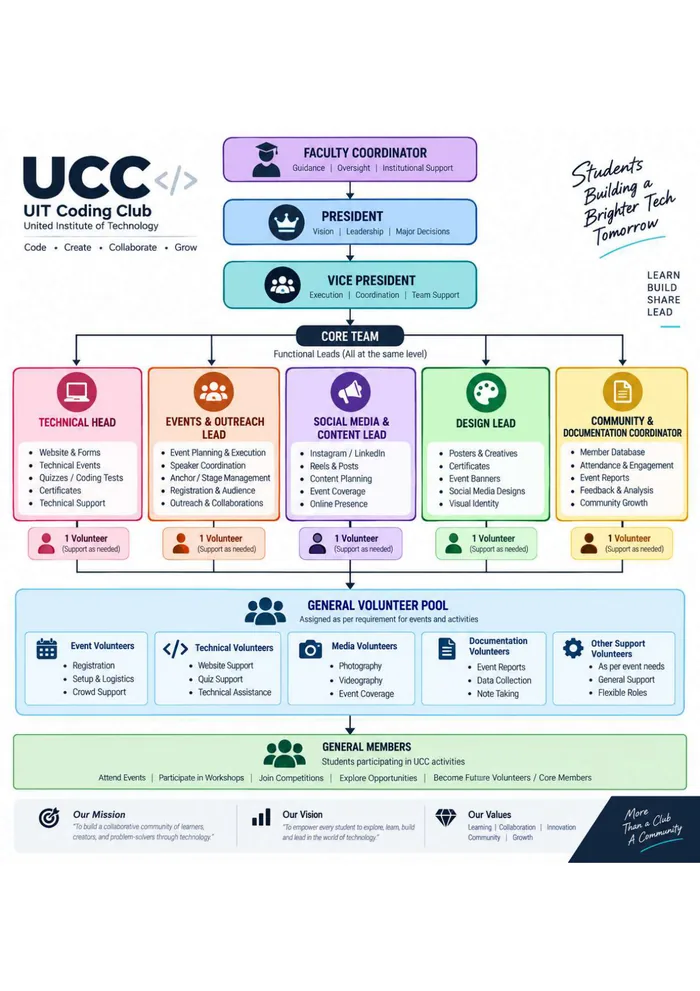 UCC </>
UIT Coding Club
United Institute of Technology
Code • Create • Collaborate • Grow
FACULTY COORDINATOR
Guidance | Oversight | Institutional Support
PRESIDENT
Vision | Leadership | Major Decisions
VICE PRESIDENT
Execution | Coordination | Team Support
Students
Building a
Brighter Tech
Tomorrow
LEARN
BUILD
SHARE
LEAD
CORE TEAM
Functional Leads (All at the same level)
TECHNICAL HEAD
• Website & Forms
• Technical Events
• Quizzes / Coding Tests
• Certificates
• Technical Support
1 Volunteer
(Support as needed)
EVENTS & OUTREACH
LEAD
• Event Planning & Execution
• Speaker Coordination
• Anchor / Stage Management
• Registration & Audience
• Outreach & Collaborations
1 Volunteer
(Support as needed)
SOCIAL MEDIA &
CONTENT LEAD
• Instagram / LinkedIn
• Reels & Posts
• Content Planning
• Event Coverage
• Online Presence
1 Volunteer
(Support as needed)
DESIGN LEAD
• Posters & Creatives
• Certificates
• Event Banners
• Social Media Designs
• Visual Identity
1 Volunteer
(Support as needed)
COMMUNITY &
DOCUMENTATION COORDINATOR
• Member Database
• Attendance & Engagement
• Event Reports
• Feedback & Analysis
• Community Growth
1 Volunteer
(Support as needed)
GENERAL VOLUNTEER POOL
Assigned as per requirement for events and activities
Event Volunteers
• Registration
• Setup & Logistics
• Crowd Support
</> Technical Volunteers
• Website Support
• Quiz Support
• Technical Assistance
Media Volunteers
• Photography
• Videography
• Event Coverage
Documentation
Volunteers
• Event Reports
• Data Collection
• Note Taking
Other Support
Volunteers
• As per event needs
• General Support
• Flexible Roles
GENERAL MEMBERS
Students participating in UCC activities
Attend Events | Participate in Workshops | Join Competitions | Explore Opportunities | Become Future Volunteers / Core Members
Our Mission
"To build a collaborative community of learners,
creators, and problem-solvers through technology."
Our Vision
"To empower every student to explore, learn, build
and lead in the world of technology."
Our Values
Learning | Collaboration | Innovation
Community | Growth
More
Than a Club
A Community